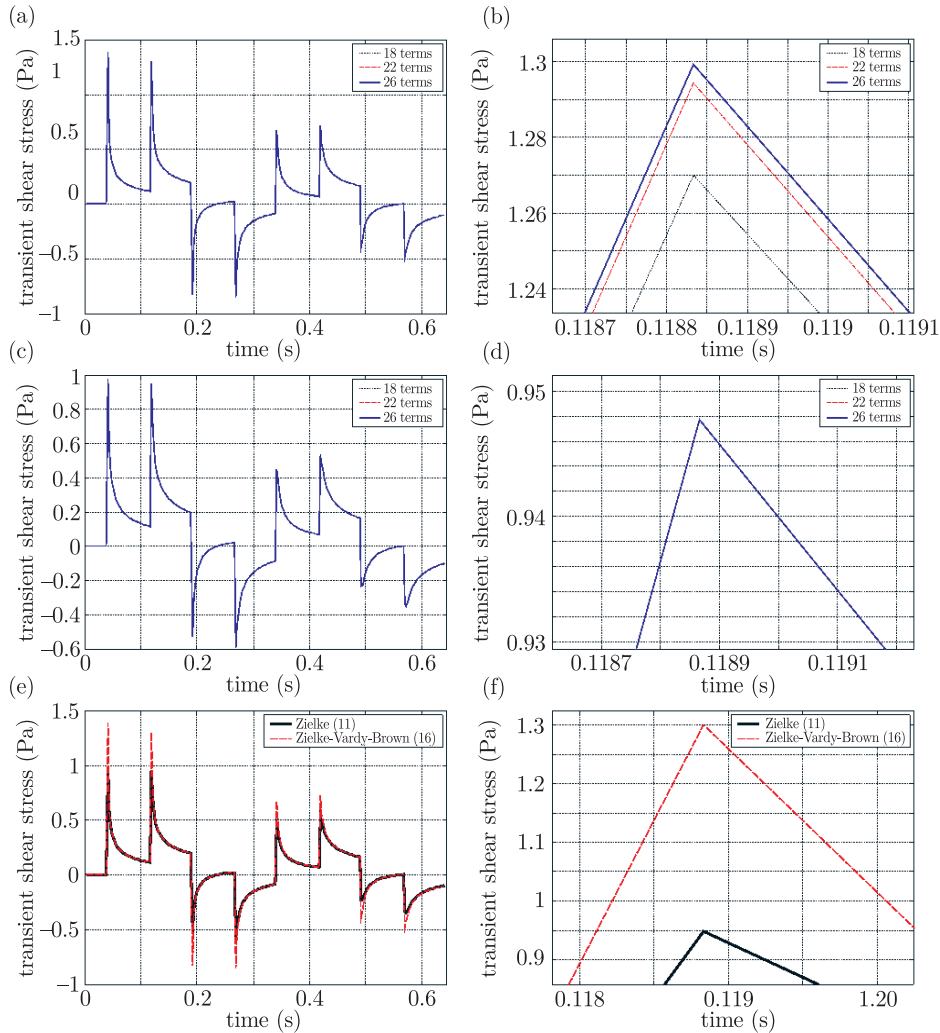 (a)
transient shear stress (Pa)
1.5
1
0.5
0
−0.5
−1
0
0.2
0.4
0.6
time (s)
18 terms
22 terms
26 terms
(b)
transient shear stress (Pa)
1.3
1.28
1.26
1.24
0.1187
0.1188
0.1189
0.119
0.1191
time (s)
18 terms
22 terms
26 terms
(c)
transient shear stress (Pa)
1
0.8
0.6
0.4
0.2
0
−0.2
−0.4
−0.6
0
0.2
0.4
0.6
time (s)
18 terms
22 terms
26 terms
(d)
transient shear stress (Pa)
0.95
0.94
0.93
0.1187
0.1189
0.1191
time (s)
18 terms
22 terms
26 terms
(e)
transient shear stress (Pa)
1.5
1
0.5
0
−0.5
−1
0
0.2
0.4
0.6
time (s)
Zielke (11)
Zielke-Vardy-Brown (16)
(f)
transient shear stress (Pa)
1.3
1.2
1.1
1
0.9
0.118
0.119
1.20
time (s)
Zielke (11)
Zielke-Vardy-Brown (16)